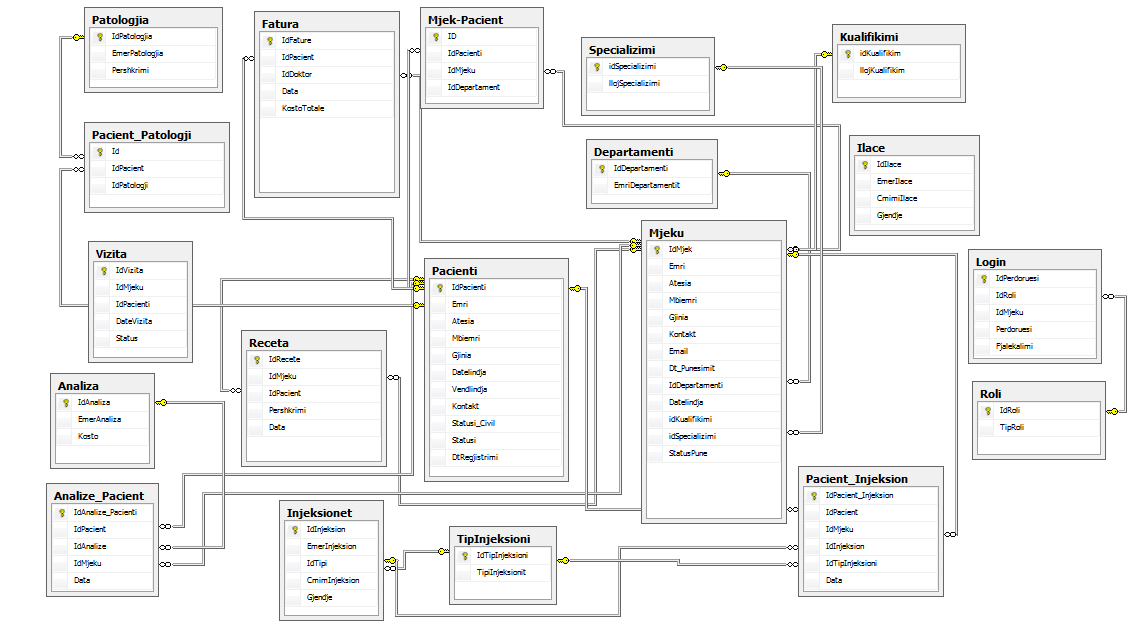 Patologjia
IdPatologjia
EmerPatologjia
Pershkrimi
Fatura
IdFature
IdPacient
IdDoktor
Data
KostoTotale
Mjek-Pacient
ID
IdPacienti
IdMjeku
IdDepartament
Specializimi
idSpecializimi
llojSpecializimi
Kualifikimi
idKualifikim
llojKualifikim
Pacient_Patologji
Id
IdPacient
IdPatologji
Departamenti
IdDepartamenti
EmriDepartamentit
Ilace
IdIlace
EmerIlace
CmimiIlace
Gjendje
Vizita
IdVizita
IdMjeku
IdPacienti
DateVizita
Status
Pacienti
IdPacienti
Emri
Atesia
Mbiemri
Gjinia
Datelindja
Vendlindja
Kontakt
Statusi_Civil
Statusi
DtRegjistrimi
Mjeku
IdMjek
Emri
Atesia
Mbiemri
Gjinia
Kontakt
Email
Dt_Punesimit
IdDepartamenti
Datelindja
idKualifikimi
idSpecializimi
StatusPune
Login
IdPerdoruesi
IdRoli
IdMjeku
Perdoruesi
Fjalekalimi
Receta
IdRecete
IdMjeku
IdPacient
Pershkrimi
Data
Analiza
IdAnaliza
EmerAnaliza
Kosto
Roli
IdRoli
TipRoli
Analize_Pacient
IdAnalize_Pacienti
IdPacient
IdAnalize
IdMjeku
Data
Injeksionet
IdInjeksion
EmerInjeksion
IdTipi
CmimInjeksion
Gjendje
TipInjeksioni
IdTipInjeksioni
TipiInjeksionit
Pacient_Injeksion
IdPacient_Injeksion
IdPacient
IdMjeku
IdInjeksion
IdTipInjeksioni
Data